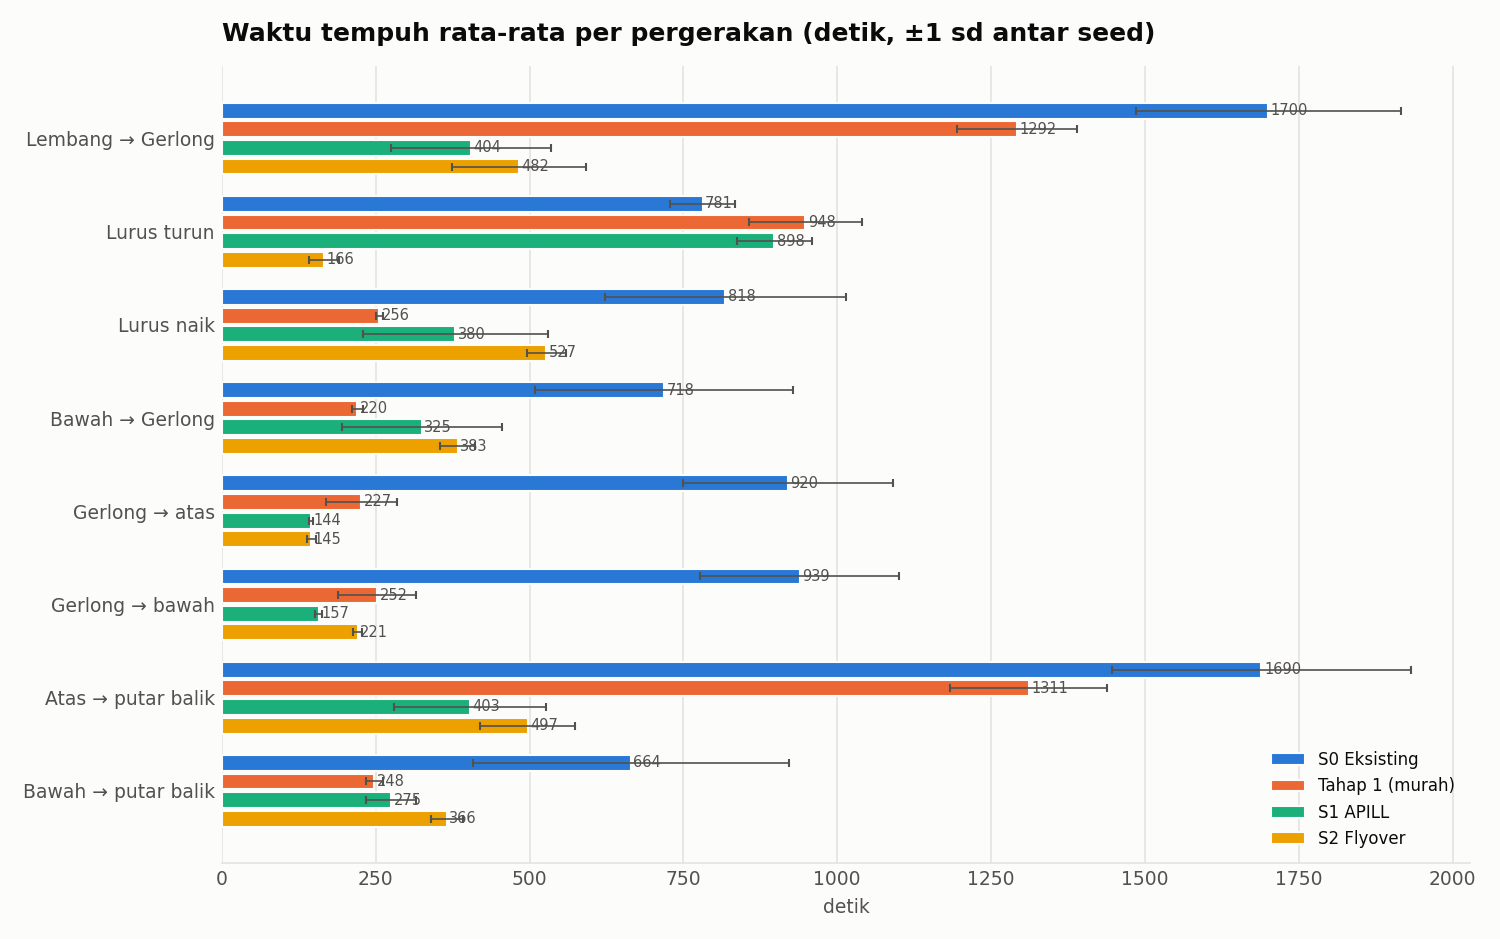 Waktu tempuh rata-rata per pergerakan (detik, ±1 sd antar seed)
Lembang → Gerlong
1700
1292
404
482
Lurus turun
781
948
898
166
Lurus naik
818
256
380
527
Bawah → Gerlong
718
220
325
383
Gerlong → atas
920
227
144
145
Gerlong → bawah
939
252
157
221
Atas → putar balik
1690
1311
403
497
Bawah → putar balik
664
248
275
366
S0 Eksisting
Tahap 1 (murah)
S1 APILL
S2 Flyover
0 250 500 750 1000 1250 1500 1750 2000
detik